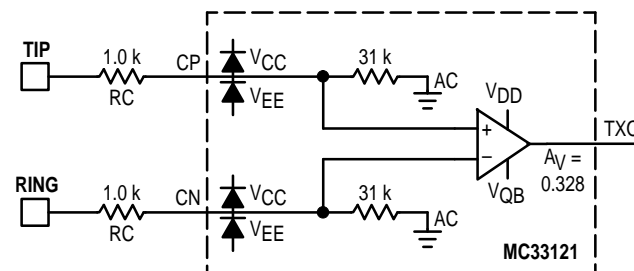 TIP
1.0 k
RC
CP
VCC
VEE
31 k
AC
VDD
+
−
TXO
AV =
0.328
VQB
RING
1.0 k
RC
CN
VCC
VEE
31 k
AC
MC33121